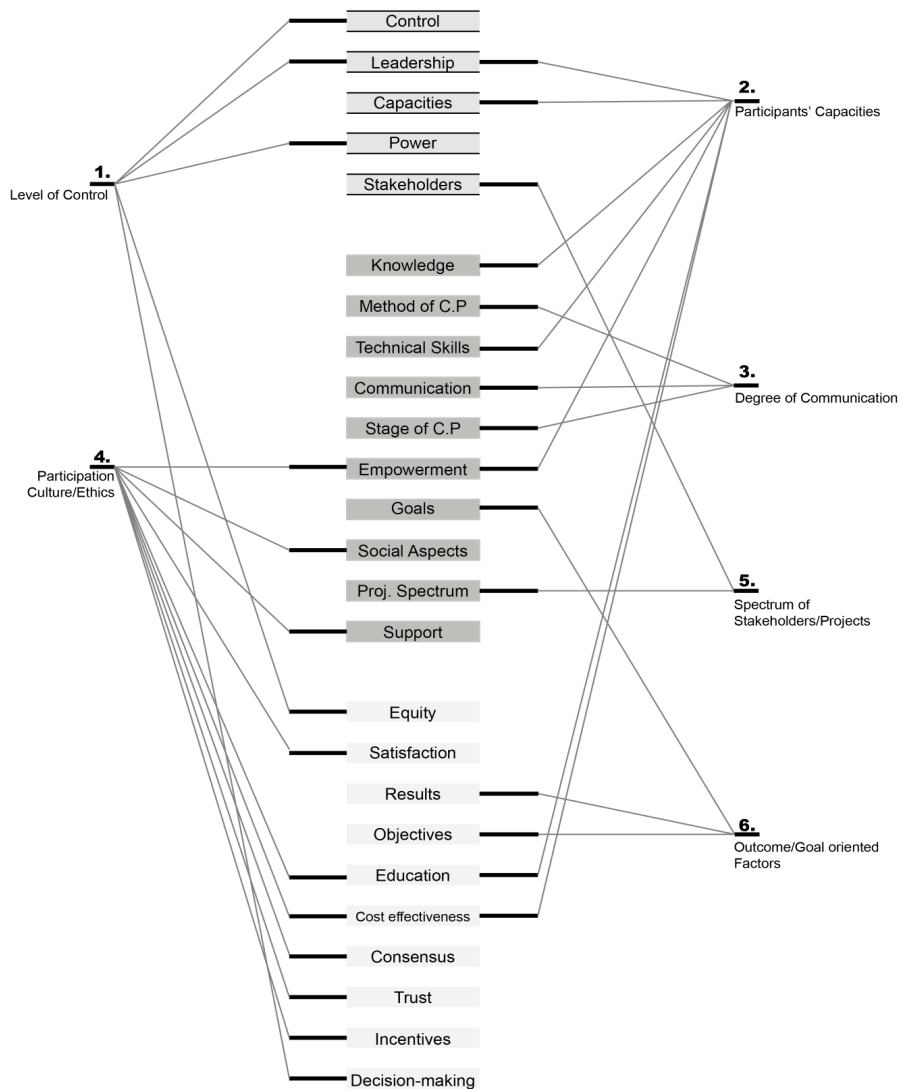 Control
Leadership
Capacities
Power
Stakeholders
Knowledge
Method of C.P
Technical Skills
Communication
Stage of C.P
Empowerment
Goals
Social Aspects
Proj. Spectrum
Support
Equity
Satisfaction
Results
Objectives
Education
Cost effectiveness
Consensus
Trust
Incentives
Decision-making
1.
Level of Control
4.
Participation
Culture/Ethics
2.
Participants' Capacities
3.
Degree of Communication
5.
Spectrum of
Stakeholders/Projects
6.
Outcome/Goal oriented
Factors